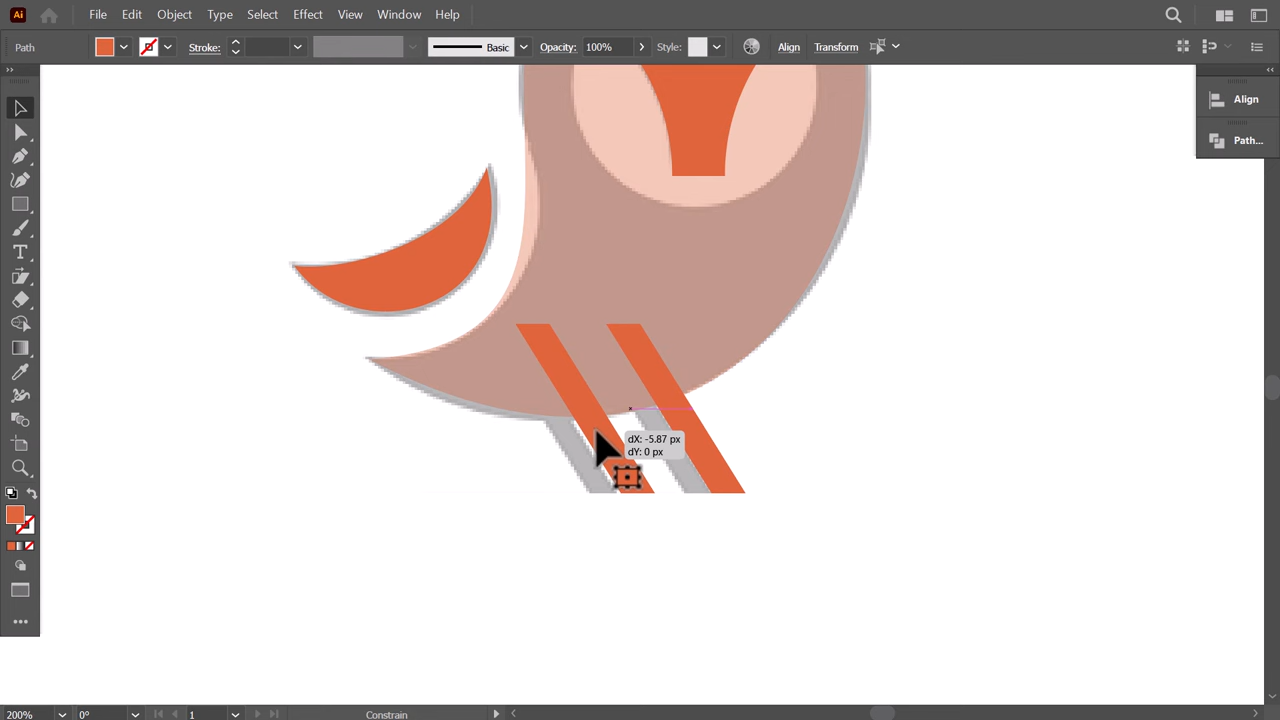 Ai File Edit Object Type Select Effect View Window Help
Path Stroke: Basic Opacity: 100% Style: Align Transform
Align
Path...
dX: -5.87 px
dY: 0 px
200% 0° 1 Constrain